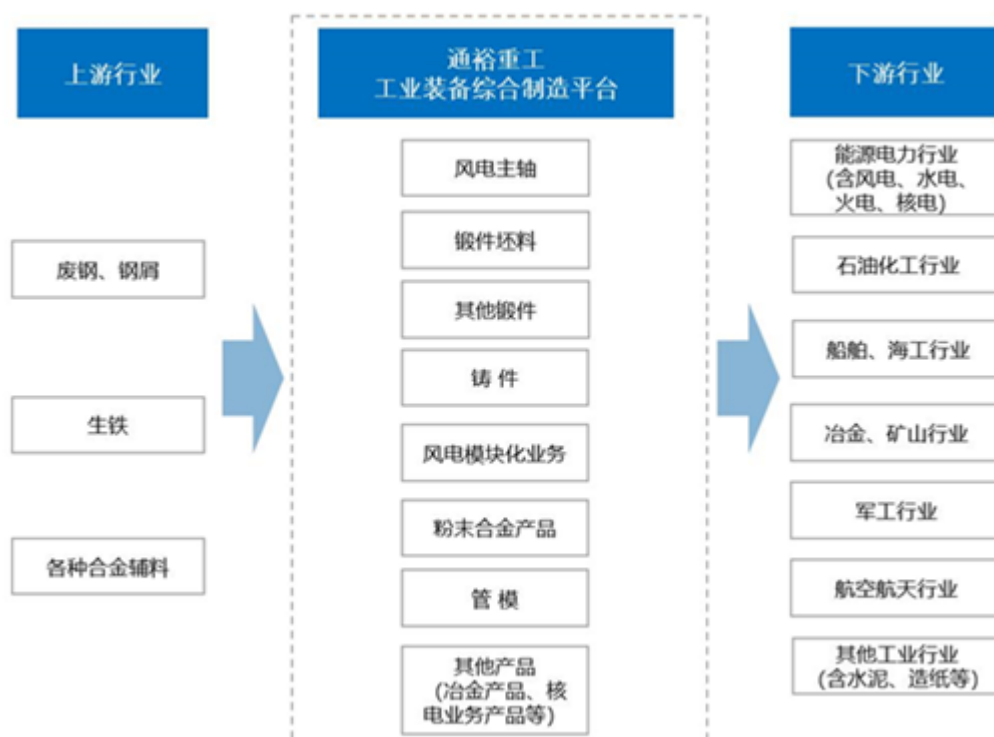 上游行业
废钢、钢屑
生铁
各种合金辅料
通裕重工
工业装备综合制造平台
风电主轴
锻件坯料
其他锻件
铸 件
风电模块化业务
粉末合金产品
管 模
其他产品
(冶金产品、核
电业务产品等)
下游行业
能源电力行业
(含风电、水电、
火电、核电)
石油化工行业
船舶、海工行业
冶金、矿山行业
军工行业
航空航天行业
其他工业行业
(含水泥、造纸等)